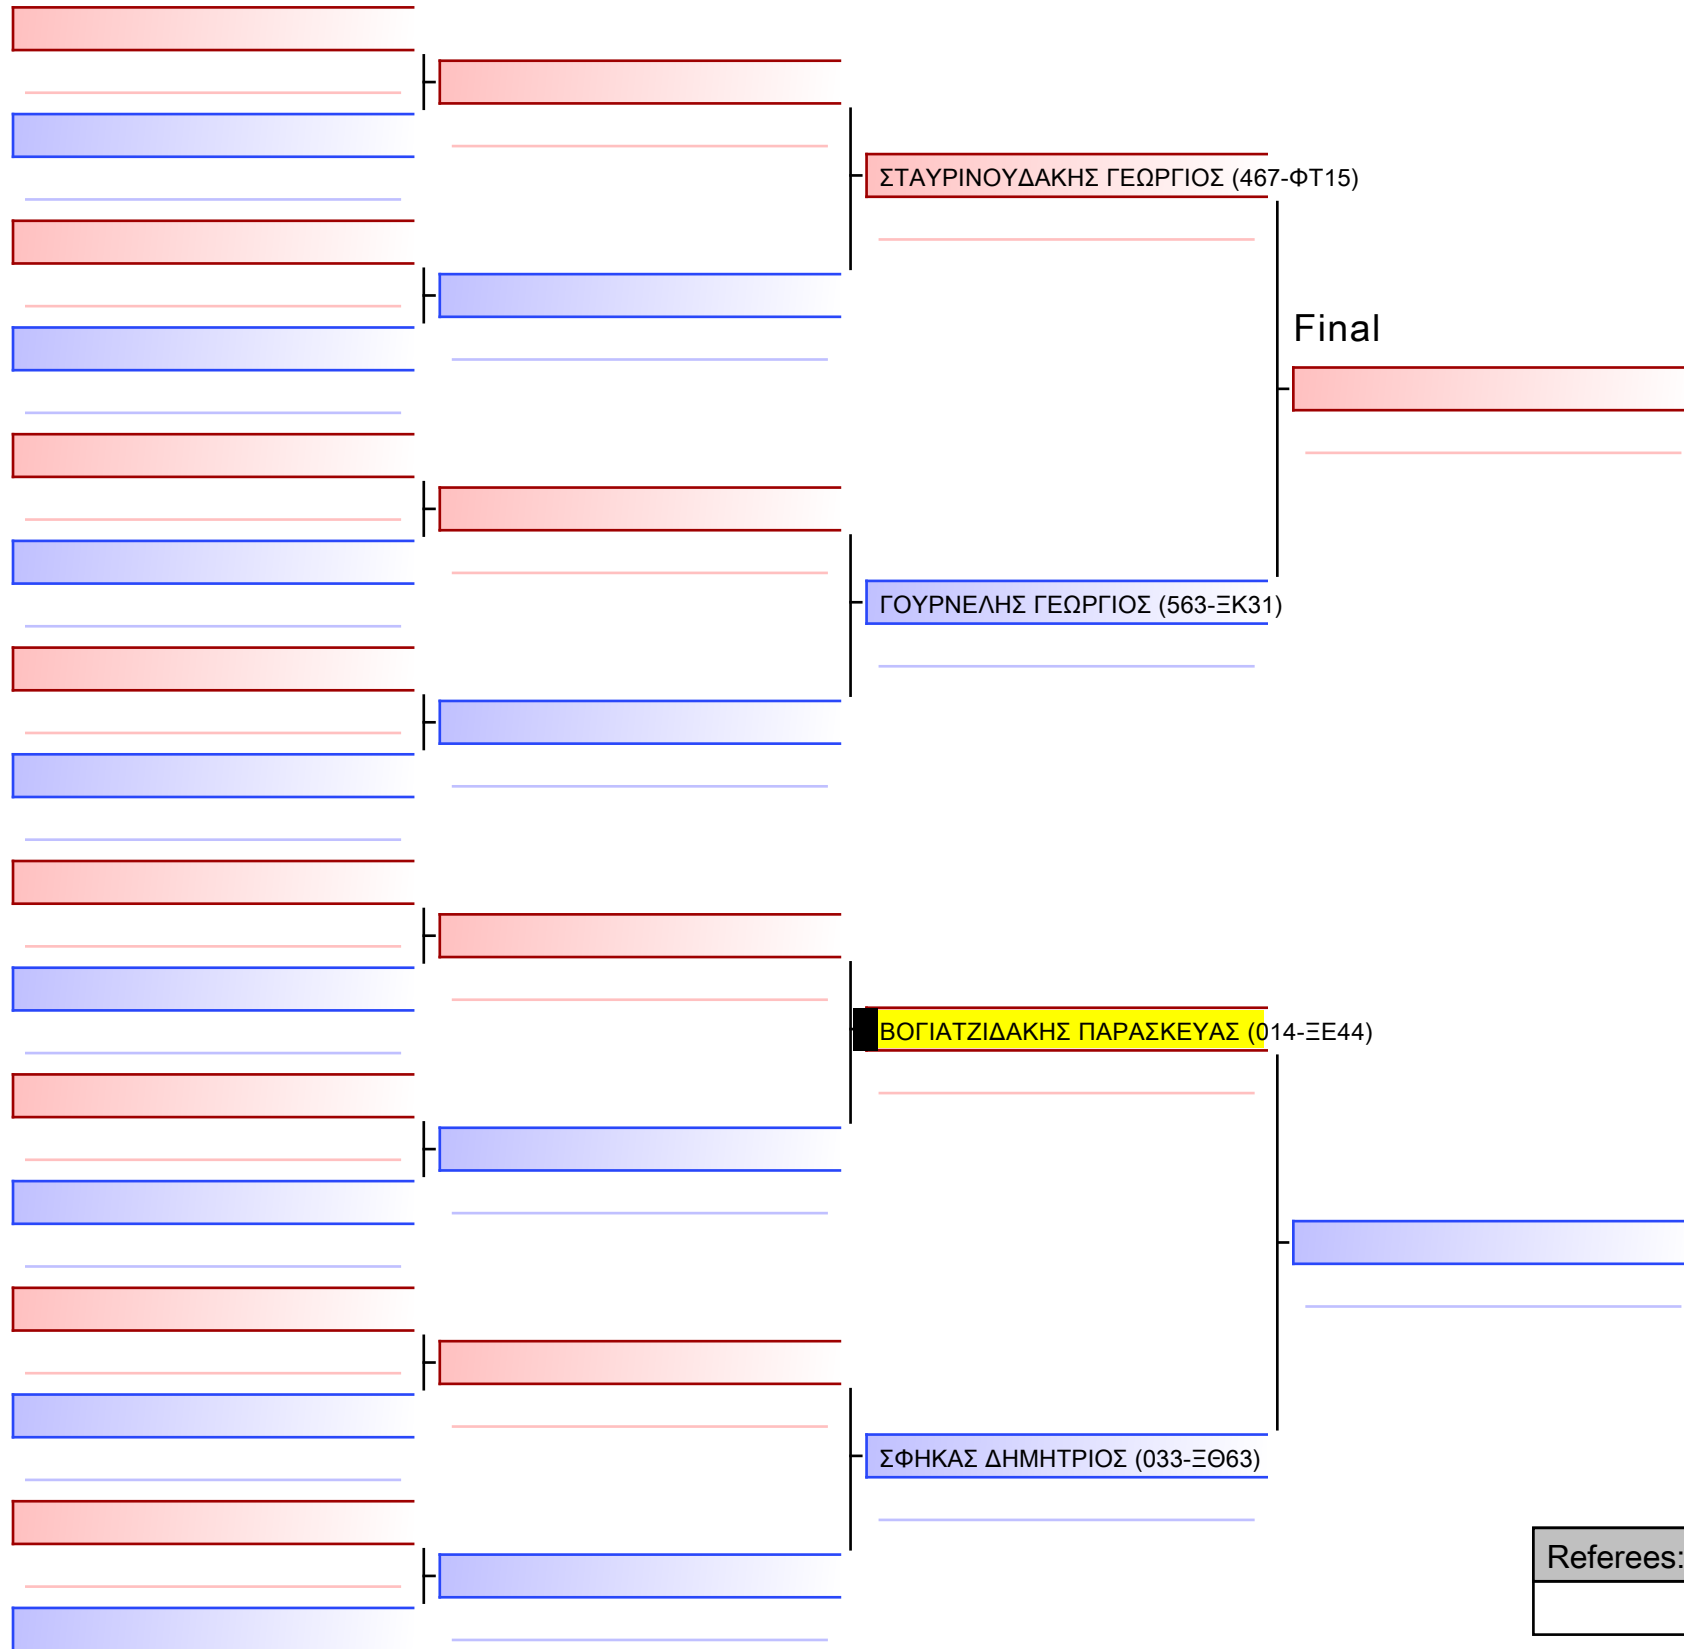 ΣΤΑΥΡΙΝΟΥΔΑΚΗΣ ΓΕΩΡΓΙΟΣ (467-ΦΤ15)
Final
ΓΟΥΡΝΕΛΗΣ ΓΕΩΡΓΙΟΣ (563-ΞΚ31)
ΒΟΓΙΑΤΖΙΔΑΚΗΣ ΠΑΡΑΣΚΕΥΑΣ (014-ΞΕ44)
ΣΦΗΚΑΣ ΔΗΜΗΤΡΙΟΣ (033-ΞΘ63)
Referees: